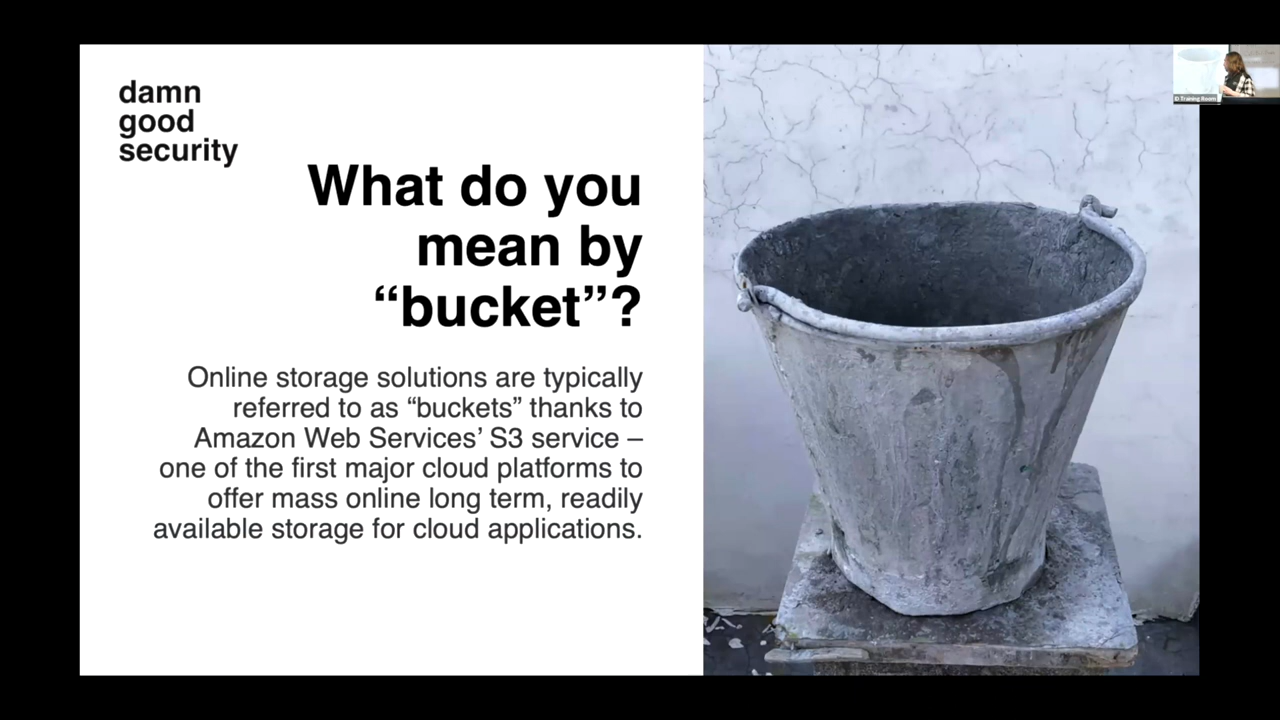 damn
good
security
What do you
mean by
“bucket”?
Online storage solutions are typically
referred to as “buckets” thanks to
Amazon Web Services’ S3 service –
one of the first major cloud platforms to
offer mass online long term, readily
available storage for cloud applications.
Training Room